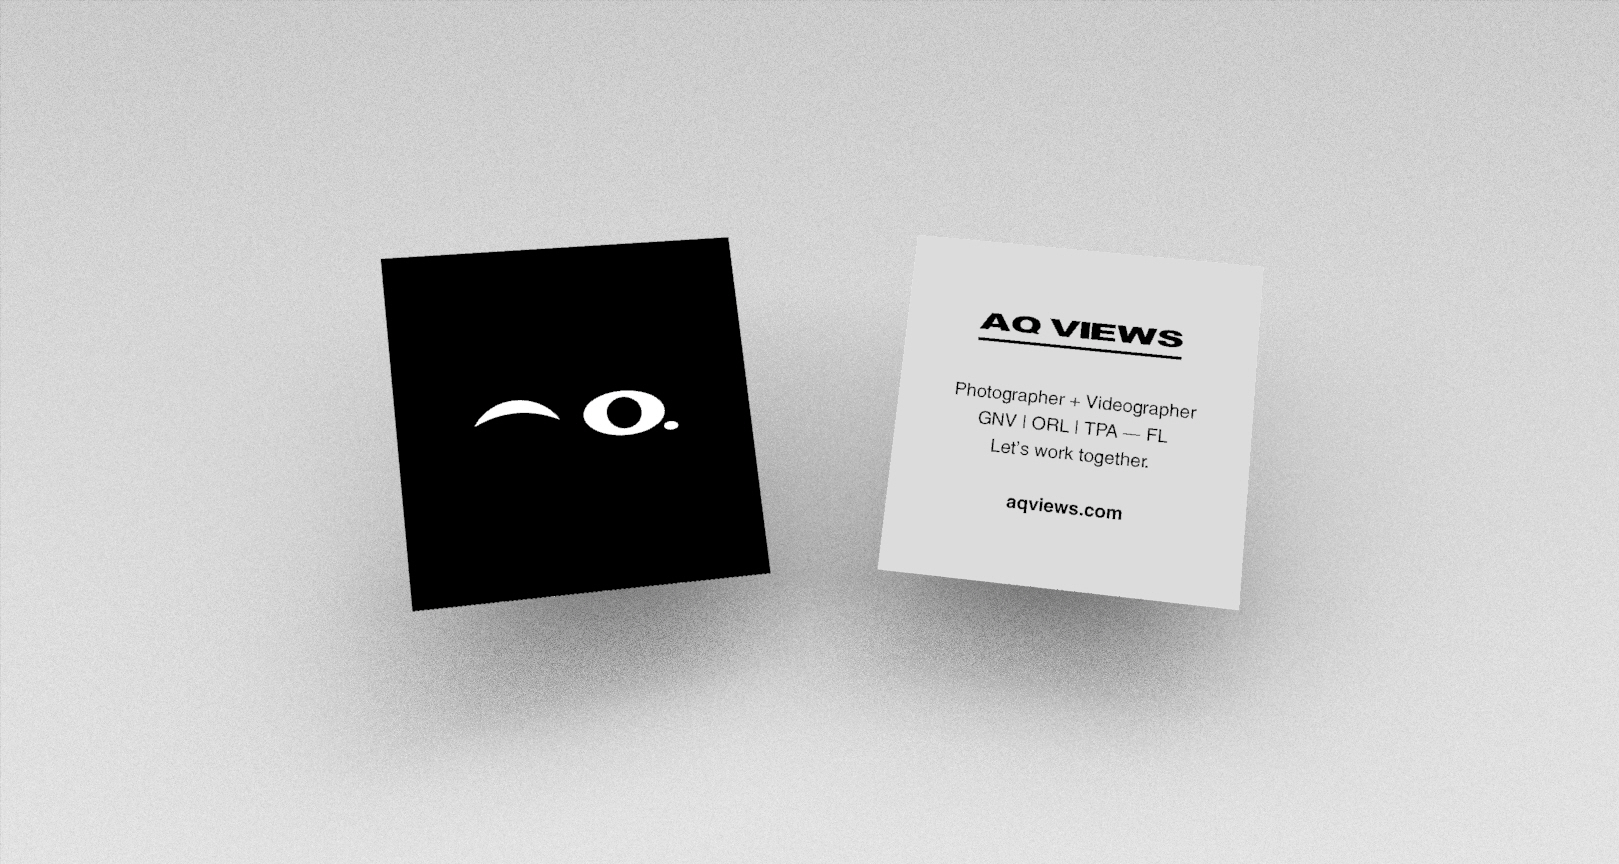 AQ VIEWS
Photographer + Videographer
GNV | ORL | TPA — FL
Let's work together.
aqviews.com